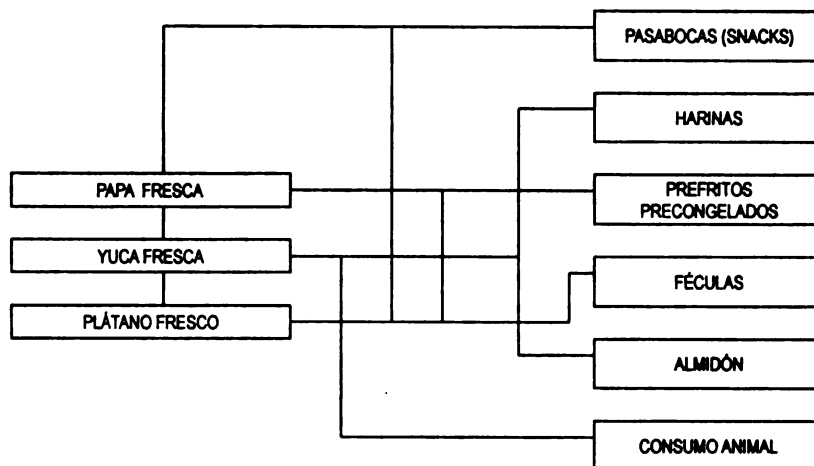 PASABOCAS (SNACKS)
HARINAS
PAPA FRESCA
PREFRITOS
PRECONGELADOS
YUCA FRESCA
FÉCULAS
PLÁTANO FRESCO
ALMIDÓN
CONSUMO ANIMAL